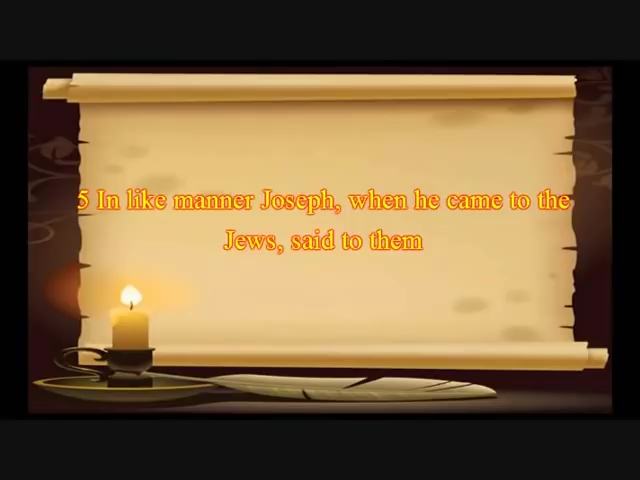 5 In like manner Joseph, when he came to the
Jews, said to them